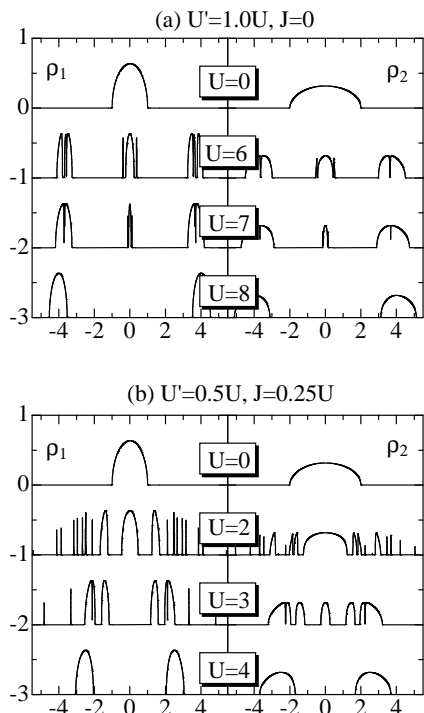 (a) U'=1.0U, J=0
1
ρ1
ρ2
U=0
0
U=6
-1
U=7
-2
U=8
-3
-4 -2 0 2 4 -4 -2 0 2 4
(b) U'=0.5U, J=0.25U
1
ρ1
ρ2
U=0
0
U=2
-1
U=3
-2
U=4
-3
-4 -2 0 2 4 -4 -2 0 2 4